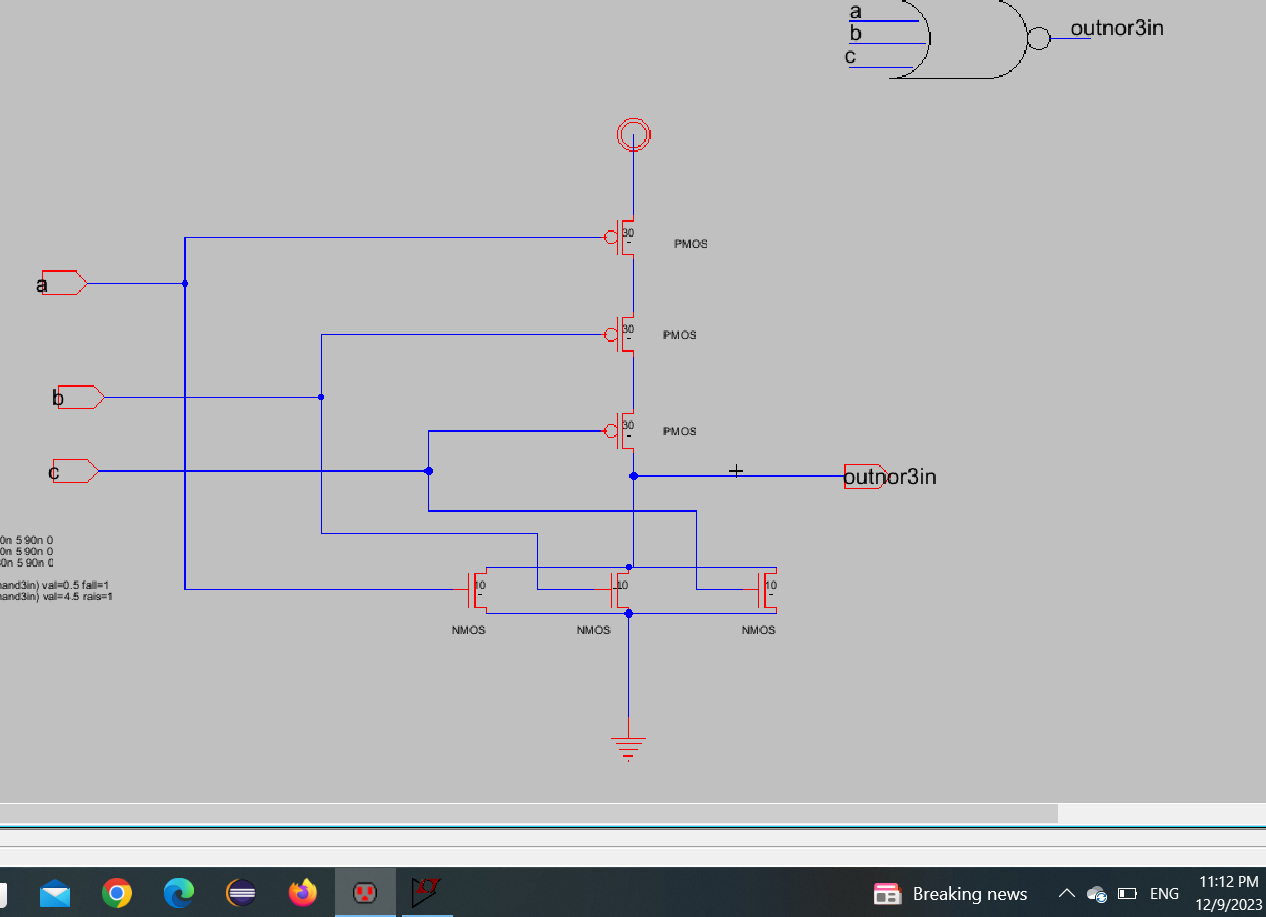 a
outnor3in
b
c
30
PMOS
a
30
PMOS
b
30
PMOS
c
outnor3in
0n 5 90n 0
0n 5 90n 0
0n 5 90n 0
nand3in) val=0.5 fall=1
nand3in) val=4.5 rais=1
10
10
10
NMOS
NMOS
NMOS
Breaking news
ENG
11:12 PM
12/9/2023